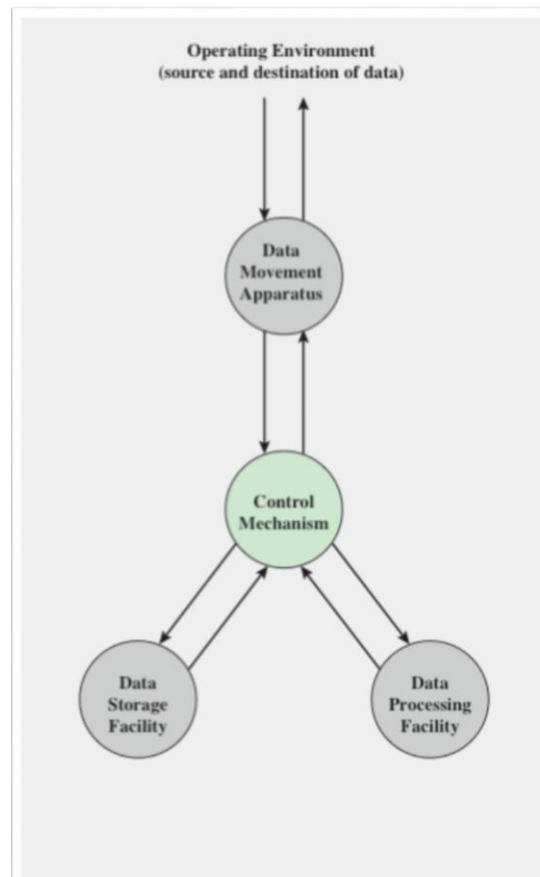 Operating Environment
(source and destination of data)
Data
Movement
Apparatus
Control
Mechanism
Data
Storage
Facility
Data
Processing
Facility